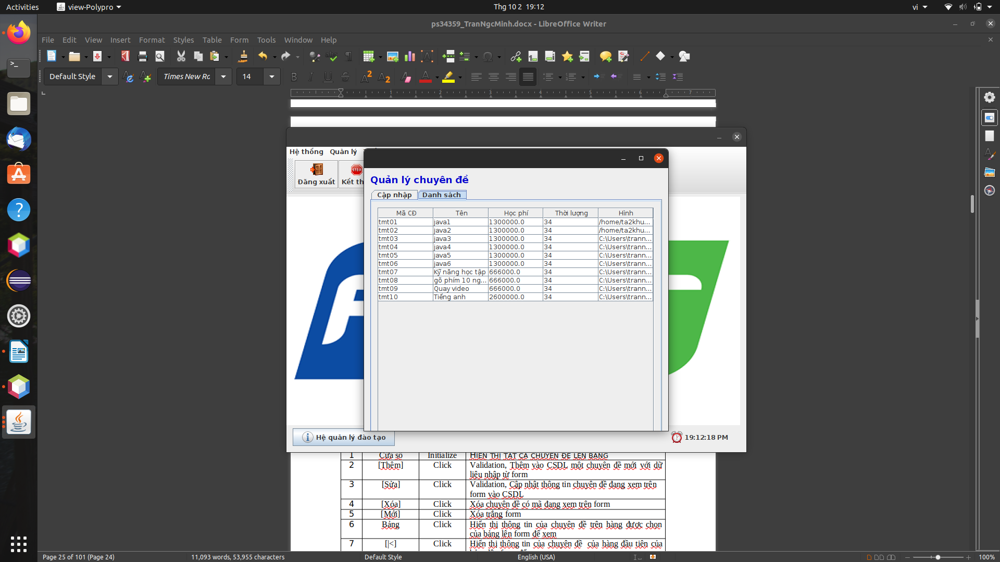 Activities view-Polypro Thg 10 2 19:12 vi
ps34359_TranNgcMinh.docx - LibreOffice Writer
File Edit View Insert Format Styles Table Form Tools Window Help
Default Style Times New Ro 14
1 2 3 4 5 6 7
Hệ thống Quản lý
Đăng xuất Kết th
STOP
Quản lý chuyên đề
Cập nhập Danh sách
Mã CĐ Tên Học phí Thời lượng Hình
tmt01 java1 1300000.0 34 /home/ta2khu...
tmt02 java2 1300000.0 34 /home/ta2khu...
tmt03 java3 1300000.0 34 C:\Users\trann...
tmt04 java4 1300000.0 34 C:\Users\trann...
tmt05 java5 1300000.0 34 C:\Users\trann...
tmt06 java6 1300000.0 34 C:\Users\trann...
tmt07 Kỹ năng học tập 666000.0 34 C:\Users\trann...
tmt08 gõ phím 10 ng... 666000.0 34 C:\Users\trann...
tmt09 Quay video 666000.0 34 C:\Users\trann...
tmt10 Tiếng anh 2600000.0 34 C:\Users\trann...
Hệ quản lý đào tạo 19:12:18 PM
1 Cửa sổ Initialize HIỂN THỊ TẤT CẢ CHUYÊN ĐỀ LÊN BẢNG
2 [Thêm] Click Validation, Thêm vào CSDL một chuyên đề mới với dữ
liệu nhập từ form
3 [Sửa] Click Validation, Cập nhật thông tin chuyên đề đang xem trên
form vào CSDL
4 [Xóa] Click Xóa chuyên đề có mã đang xem trên form
5 [Mới] Click Xóa trắng form
6 Bảng Click Hiển thị thông tin của chuyên đề trên hàng được chọn
của bảng lên form để xem
7 [|<] Click Hiển thị thông tin của chuyên đề của hàng đầu tiên của
Page 25 of 101 (Page 24) 11,093 words, 53,955 characters Default Style English (USA) 100%